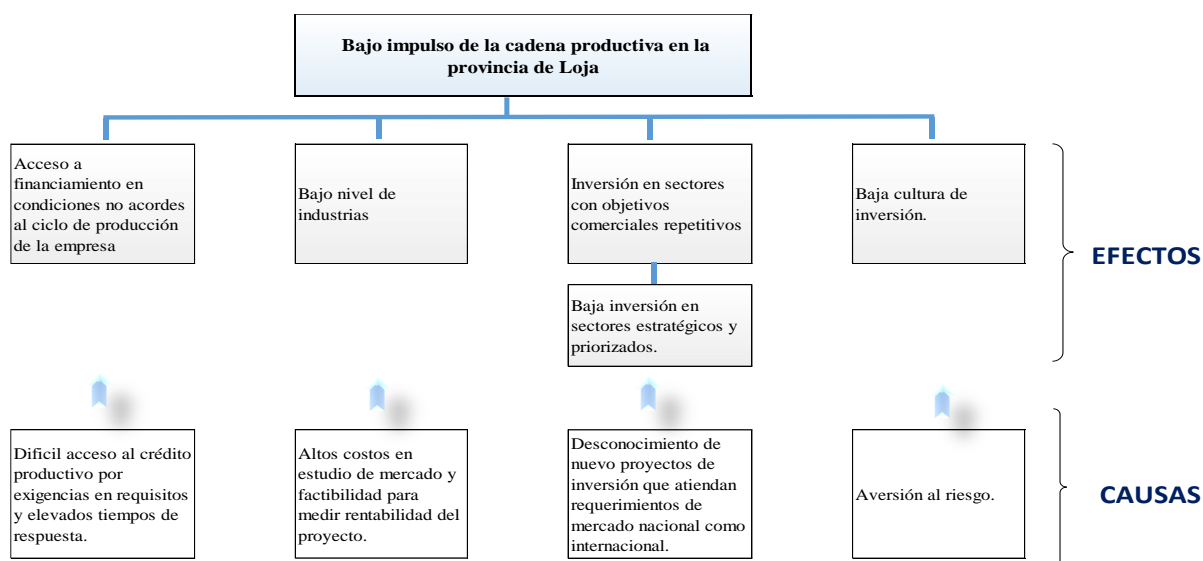 Bajo impulso de la cadena productiva en la
provincia de Loja
Acceso a
financiamiento en
condiciones no acordes
al ciclo de producción
de la empresa
Bajo nivel de
industrias
Inversión en sectores
con objetivos
comerciales repetitivos
Baja cultura de
inversión.
EFECTOS
Baja inversión en
sectores estratégicos y
priorizados.
Dificil acceso al crédito
productivo por
exigencias en requisitos
y elevados tiempos de
respuesta.
Altos costos en
estudio de mercado y
factibilidad para
medir rentabilidad del
proyecto.
Desconocimiento de
nuevo proyectos de
inversión que atiendan
requerimientos de
mercado nacional como
internacional.
Aversión al riesgo.
CAUSAS